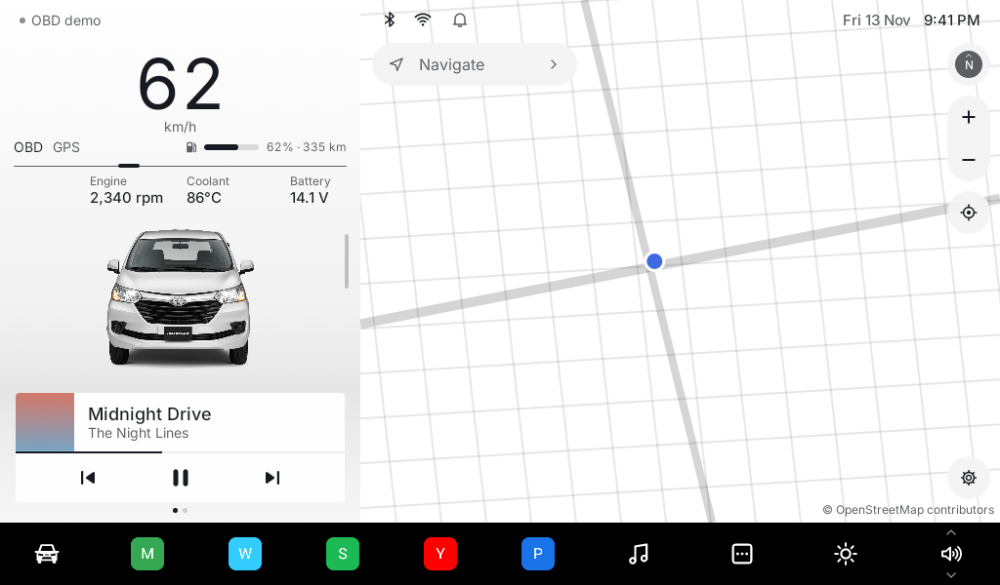 OBD demo
62
km/h
OBD GPS
62% · 335 km
Engine
2,340 rpm
Coolant
86°C
Battery
14.1 V
Midnight Drive
The Night Lines
Fri 13 Nov 9:41 PM
Navigate
N
+
−
© OpenStreetMap contributors
M W S Y P